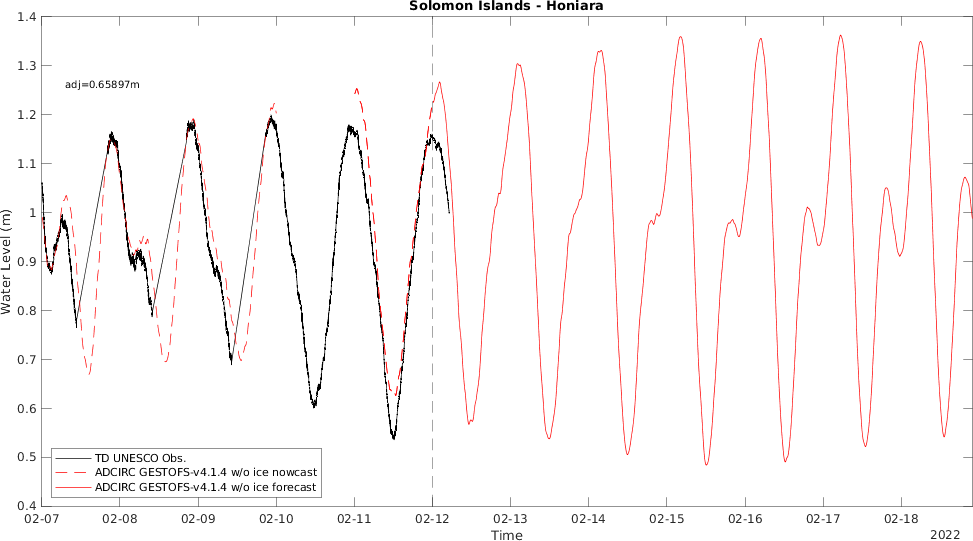 Solomon Islands - Honiara
1.4
1.3
1.2
1.1
1
0.9
0.8
0.7
0.6
0.5
0.4
Water Level (m)
adj=0.65897m
TD UNESCO Obs.
ADCIRC GESTOFS-v4.1.4 w/o ice nowcast
ADCIRC GESTOFS-v4.1.4 w/o ice forecast
02-07 02-08 02-09 02-10 02-11 02-12 02-13 02-14 02-15 02-16 02-17 02-18
Time
2022